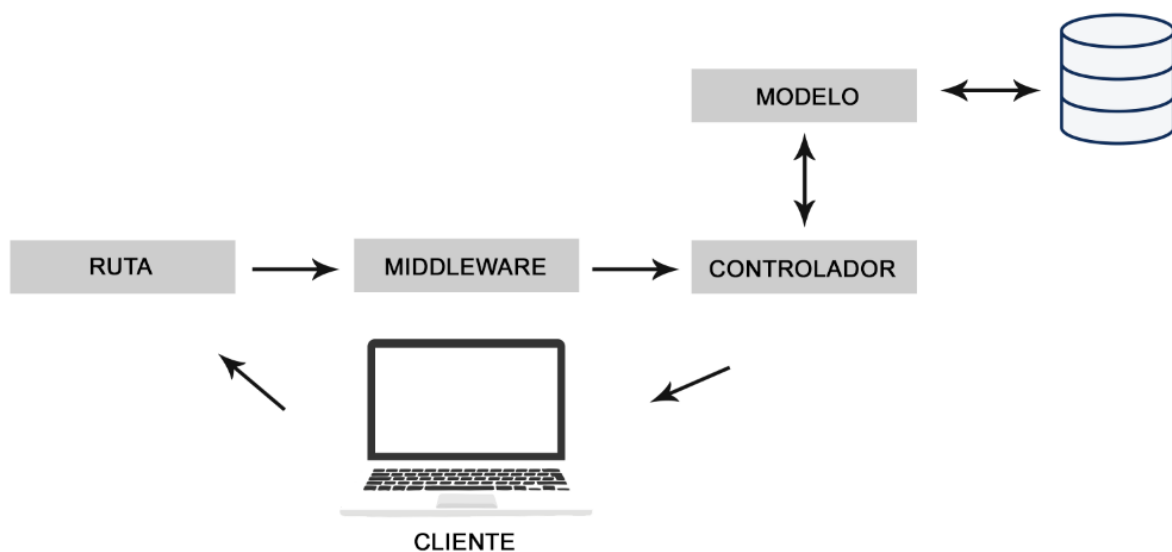 MODELO
RUTA
MIDDLEWARE
CONTROLADOR
CLIENTE